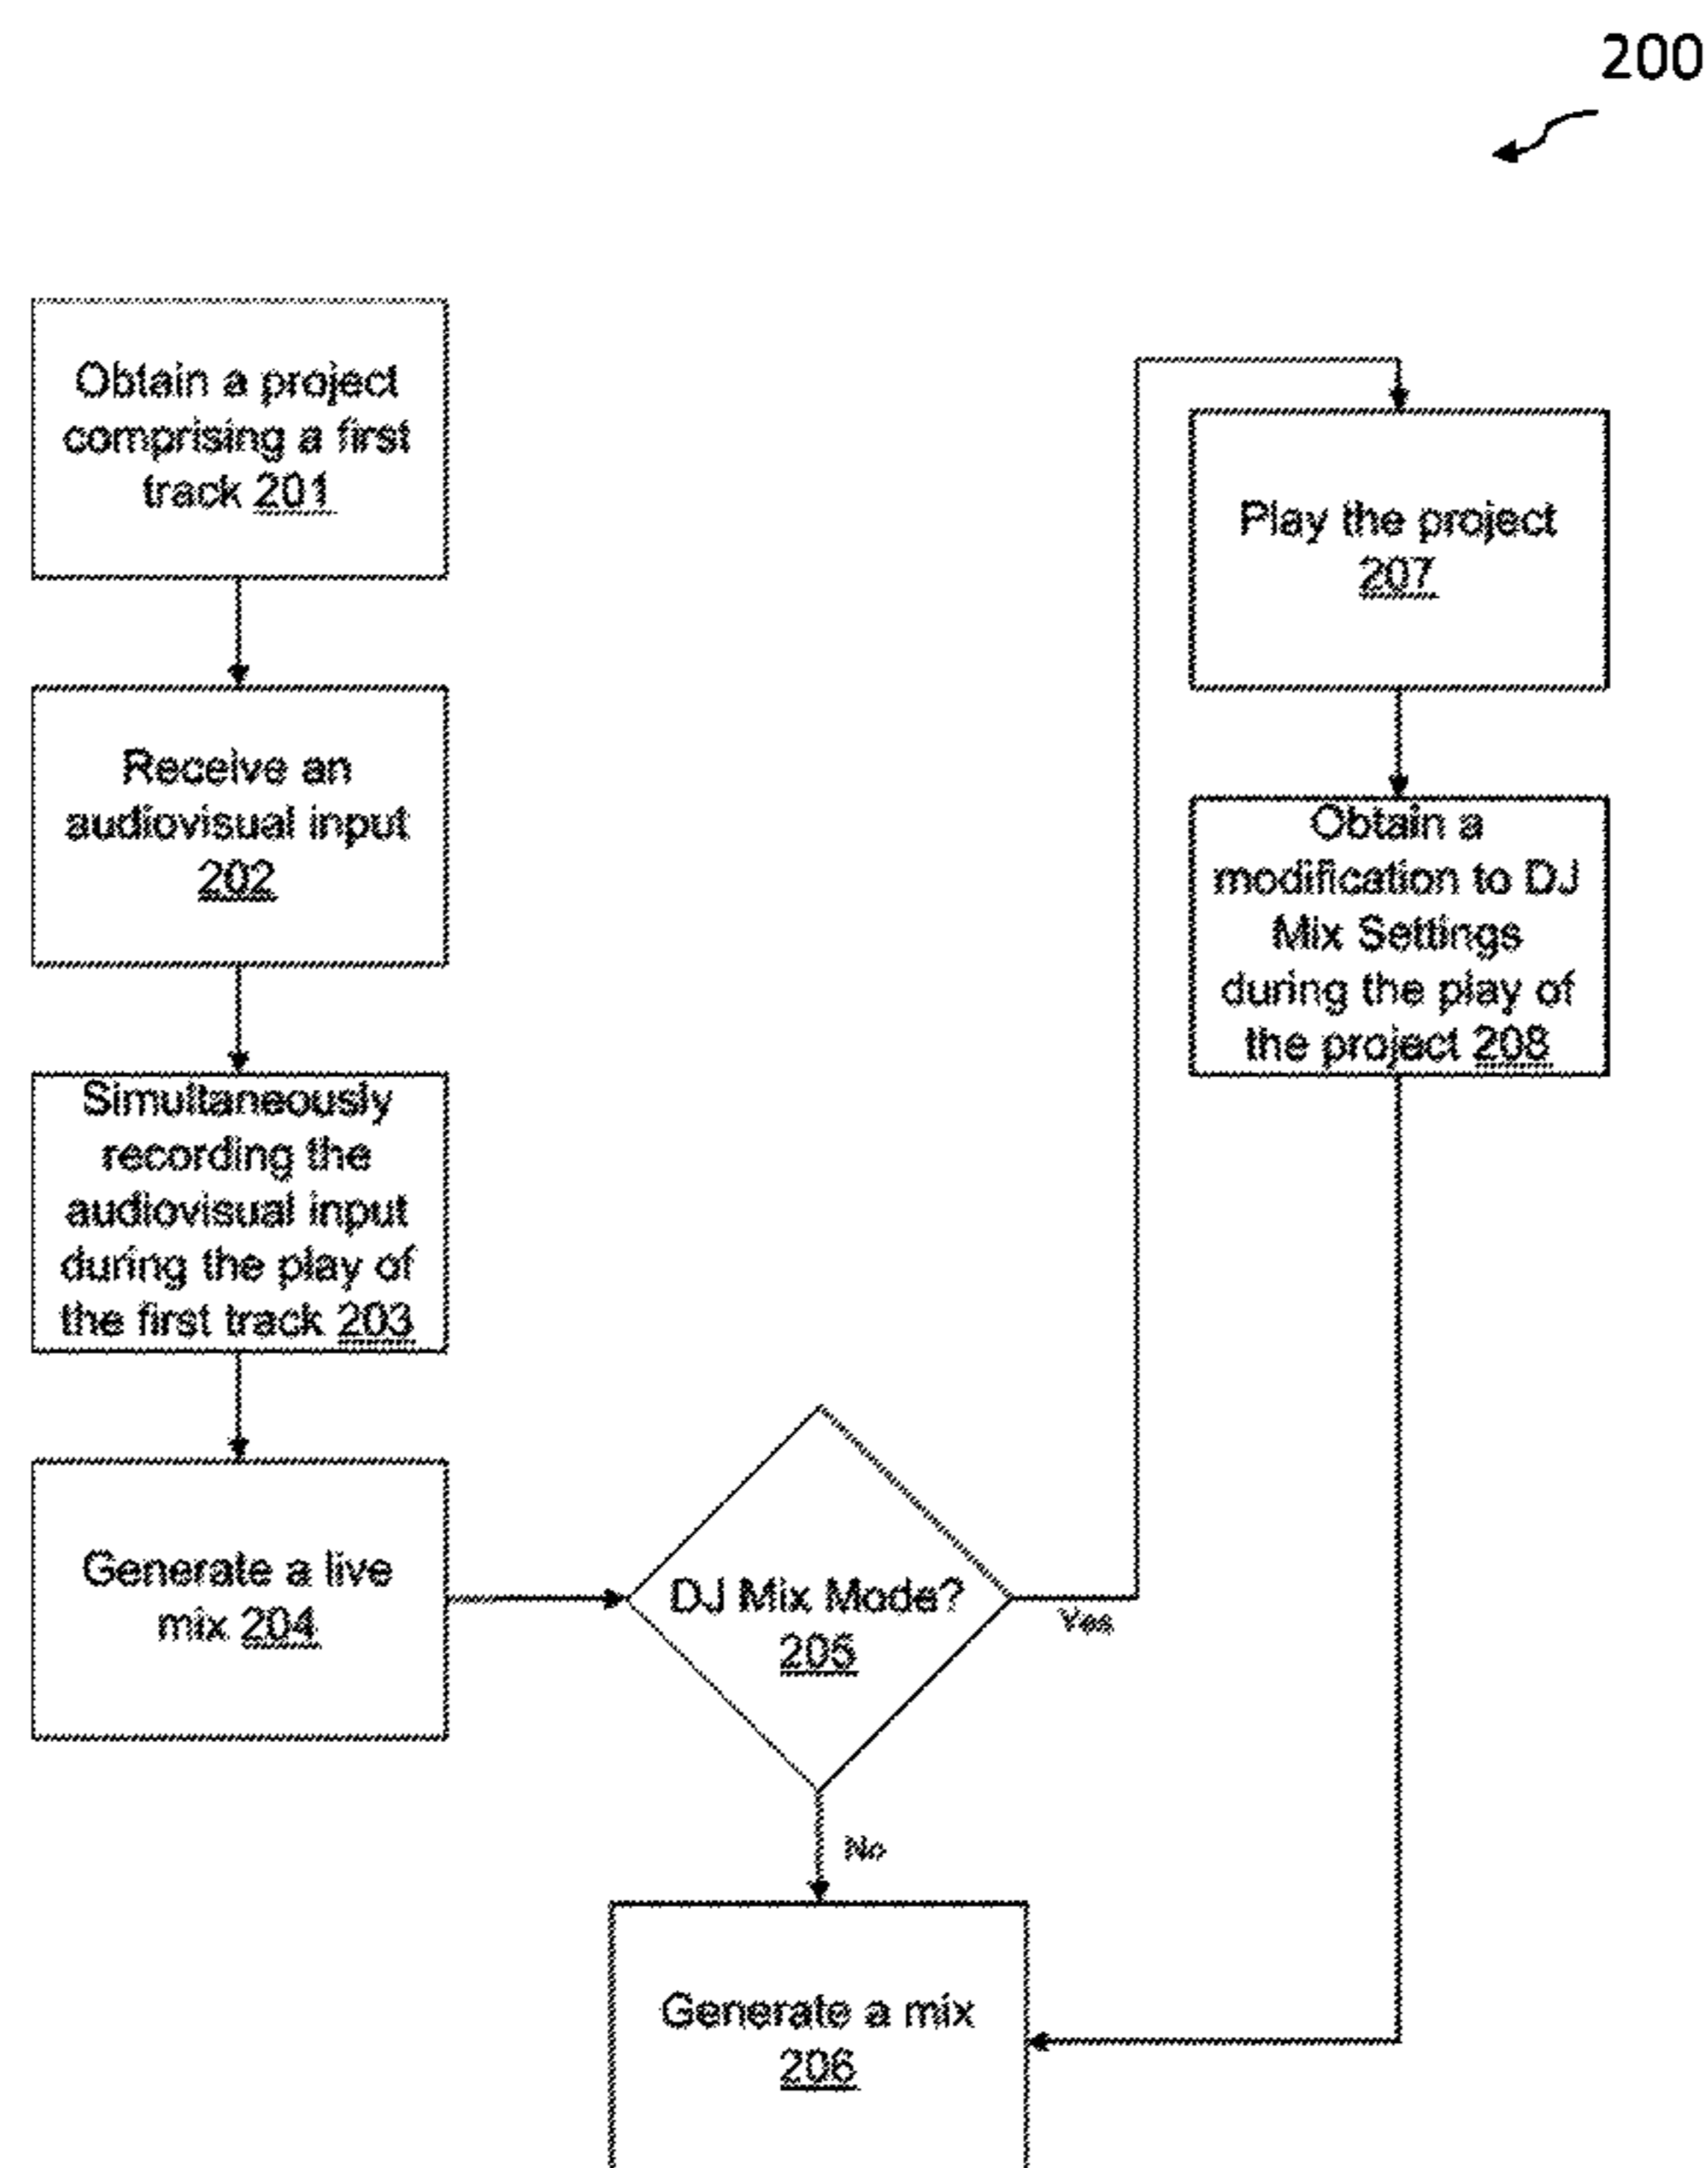 200
Obtain a project
comprising a first
track 201
Receive an
audiovisual input
202
Simultaneously
recording the
audiovisual input
during the play of
the first track 203
Generate a live
mix 204
DJ Mix Mode?
205
Yes
No
Generate a mix
206
Play the project
207
Obtain a
modification to DJ
Mix Settings
during the play of
the project 208